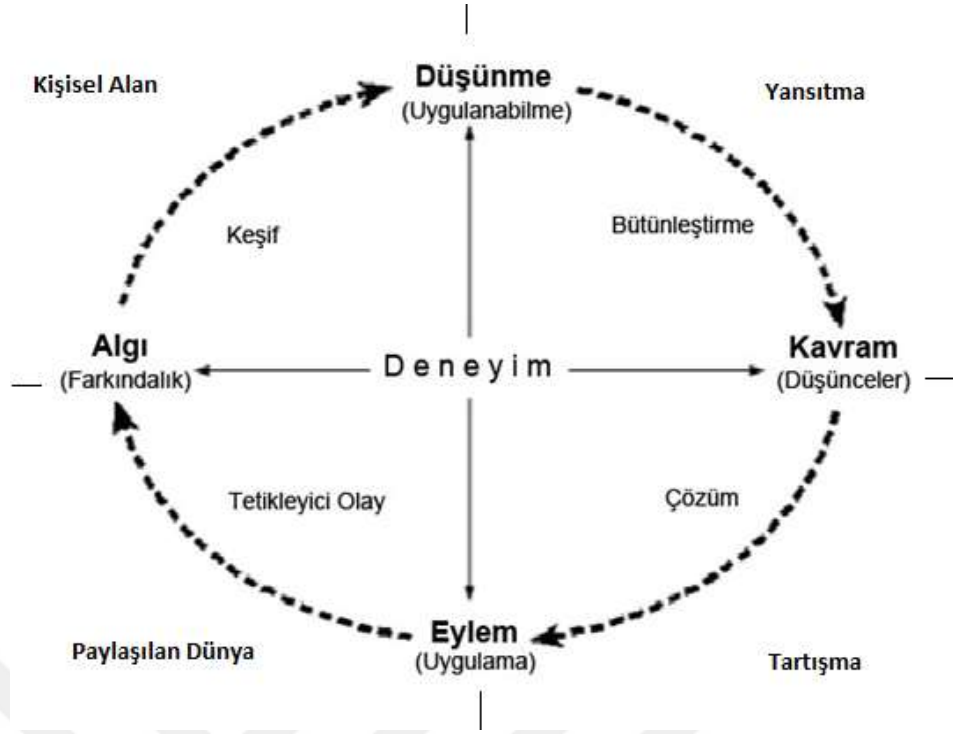 Düşünme
Kişisel Alan
Yansıtma
(Uygulanabilme)
Keşif
Bütünleştirme
Algı
(Farkındalık)
Deneyim
Kavram
(Düşünceler)
Tetikleyici Olay
Çözüm
Eylem
(Uygulama)
Paylaşılan Dünya
Tartışma